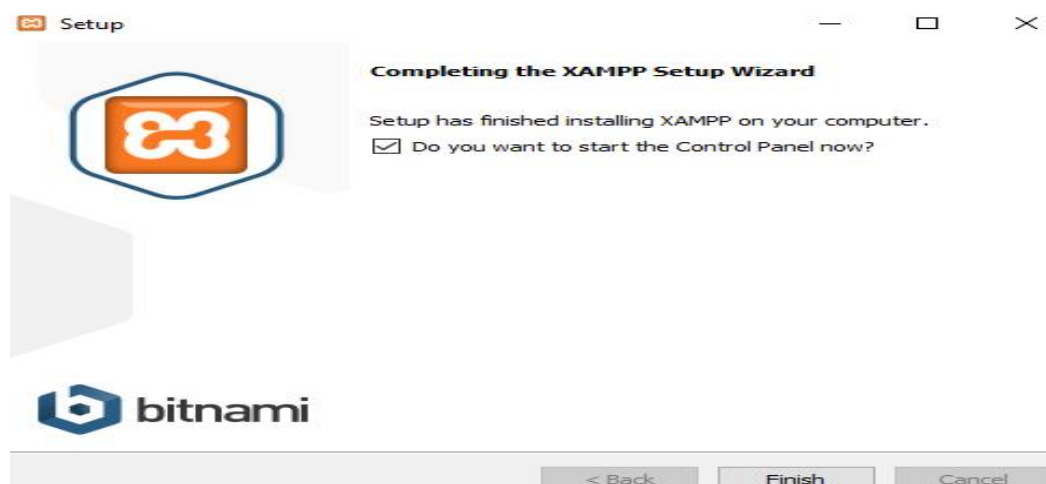 Setup
Completing the XAMPP Setup Wizard
Setup has finished installing XAMPP on your computer.
Do you want to start the Control Panel now?
bitnami
< Back
Finish
Cancel